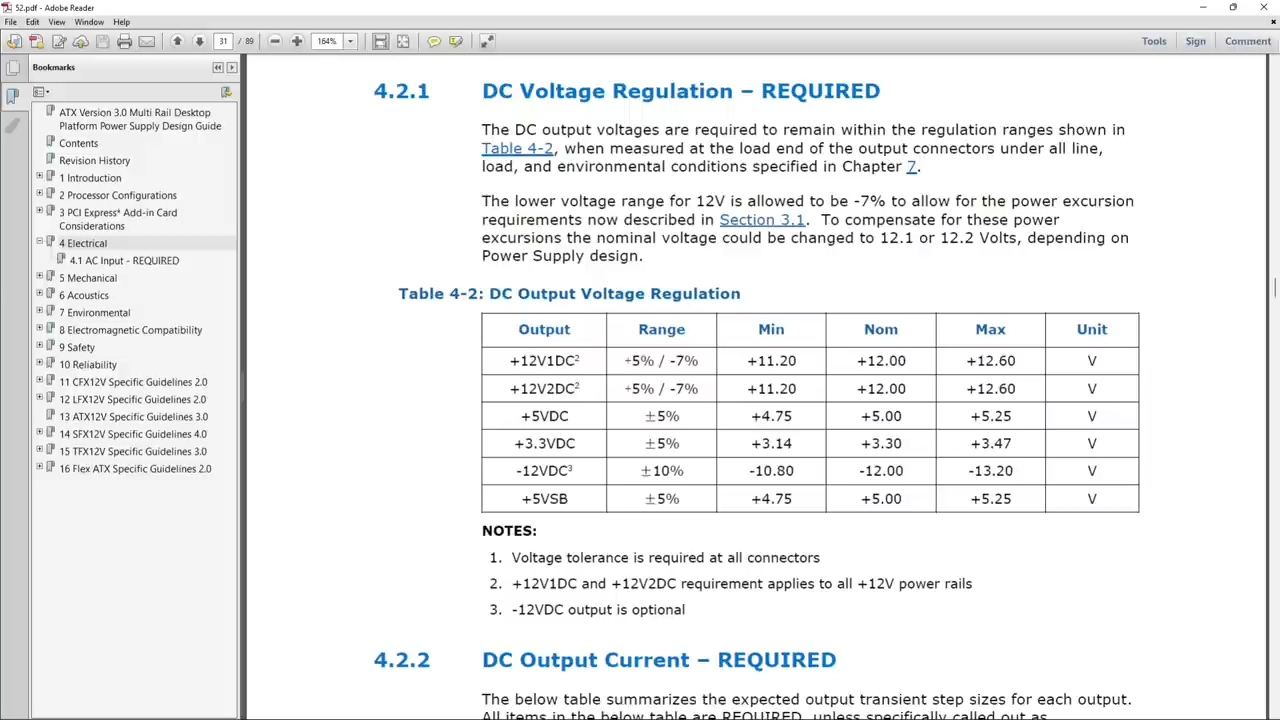 52.pdf - Adobe Reader
File Edit View Window Help
31 / 89 164% Tools Sign Comment
Bookmarks
ATX Version 3.0 Multi Rail Desktop
Platform Power Supply Design Guide
Contents
Revision History
1 Introduction
2 Processor Configurations
3 PCI Express* Add-in Card
Considerations
4 Electrical
4.1 AC Input - REQUIRED
5 Mechanical
6 Acoustics
7 Environmental
8 Electromagnetic Compatibility
9 Safety
10 Reliability
11 CFX12V Specific Guidelines 2.0
12 LFX12V Specific Guidelines 2.0
13 ATX12V Specific Guidelines 3.0
14 SFX12V Specific Guidelines 4.0
15 TFX12V Specific Guidelines 3.0
16 Flex ATX Specific Guidelines 2.0
4.2.1 DC Voltage Regulation – REQUIRED
The DC output voltages are required to remain within the regulation ranges shown in
Table 4-2, when measured at the load end of the output connectors under all line,
load, and environmental conditions specified in Chapter 7.
The lower voltage range for 12V is allowed to be -7% to allow for the power excursion
requirements now described in Section 3.1. To compensate for these power
excursions the nominal voltage could be changed to 12.1 or 12.2 Volts, depending on
Power Supply design.
Table 4-2: DC Output Voltage Regulation
Output Range Min Nom Max Unit
+12V1DC² +5% / -7% +11.20 +12.00 +12.60 V
+12V2DC² +5% / -7% +11.20 +12.00 +12.60 V
+5VDC ±5% +4.75 +5.00 +5.25 V
+3.3VDC ±5% +3.14 +3.30 +3.47 V
-12VDC³ ±10% -10.80 -12.00 -13.20 V
+5VSB ±5% +4.75 +5.00 +5.25 V
NOTES:
1. Voltage tolerance is required at all connectors
2. +12V1DC and +12V2DC requirement applies to all +12V power rails
3. -12VDC output is optional
4.2.2 DC Output Current – REQUIRED
The below table summarizes the expected output transient step sizes for each output.
All items in the below table are REQUIRED, unless specifically called out as